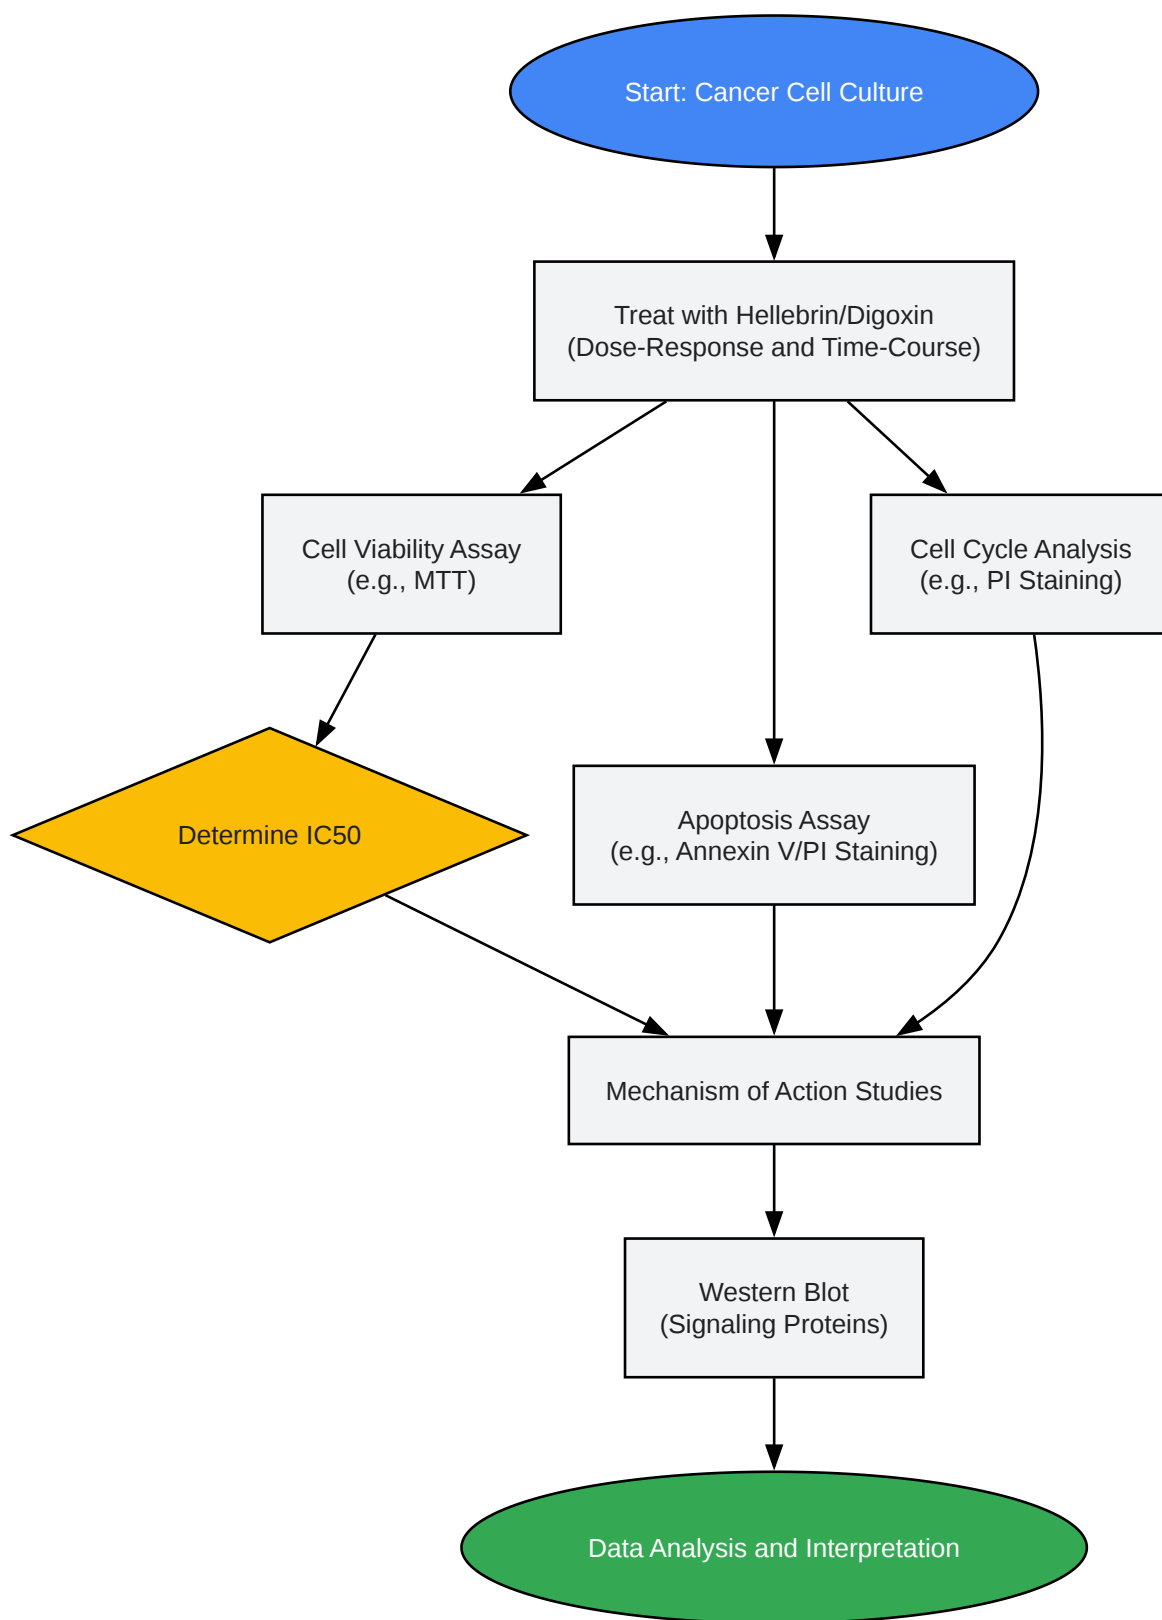 Start: Cancer Cell Culture
Treat with Hellebrin/Digoxin
(Dose-Response and Time-Course)
Cell Viability Assay
(e.g., MTT)
Cell Cycle Analysis
(e.g., PI Staining)
Determine IC50
Apoptosis Assay
(e.g., Annexin V/PI Staining)
Mechanism of Action Studies
Western Blot
(Signaling Proteins)
Data Analysis and Interpretation